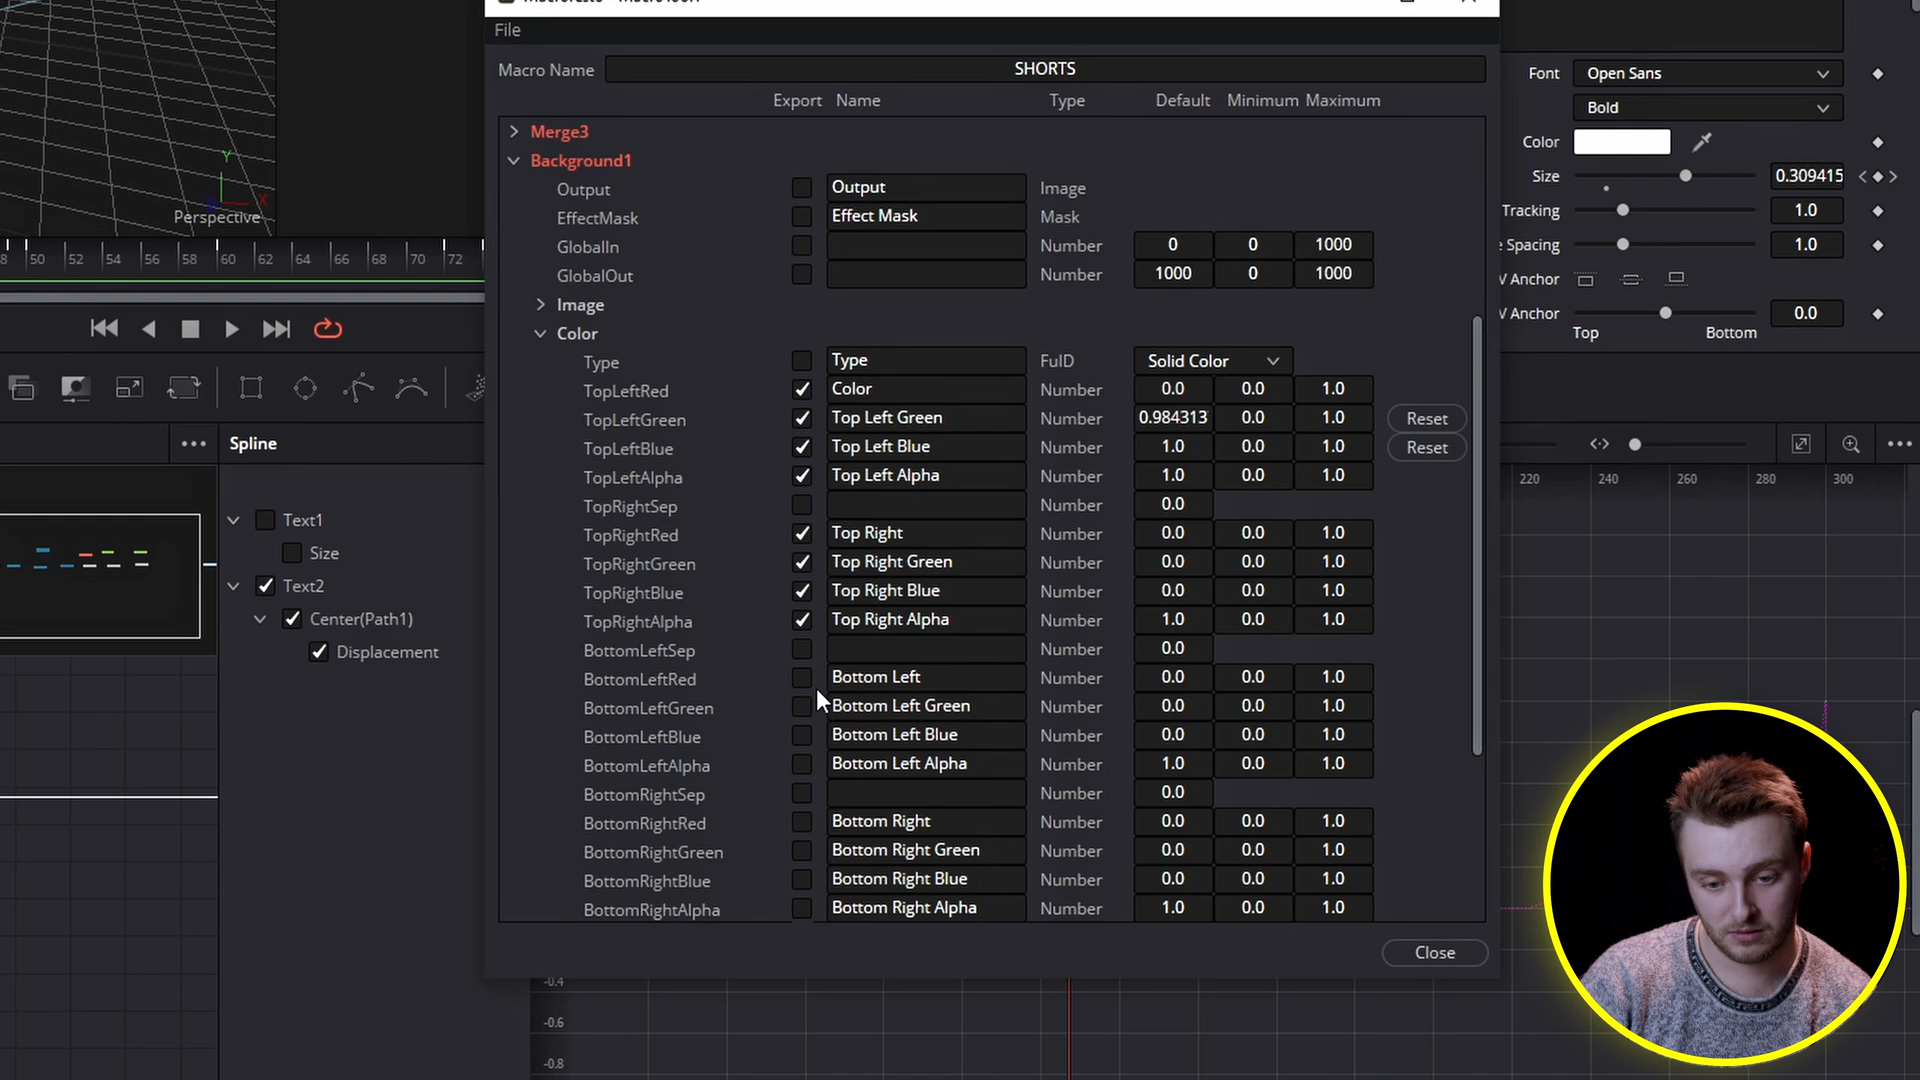 File
Macro Name SHORTS
Export Name Type Default Minimum Maximum
Merge3
Background1
Output Output Image
EffectMask Effect Mask Mask
GlobalIn Number 0 0 1000
GlobalOut Number 1000 0 1000
Image
Color
Type Type FuID Solid Color
TopLeftRed Color Number 0.0 0.0 1.0
TopLeftGreen Top Left Green Number 0.984313 0.0 1.0 Reset
TopLeftBlue Top Left Blue Number 1.0 0.0 1.0 Reset
TopLeftAlpha Top Left Alpha Number 1.0 0.0 1.0
TopRightSep Number 0.0
TopRightRed Top Right Number 0.0 0.0 1.0
TopRightGreen Top Right Green Number 0.0 0.0 1.0
TopRightBlue Top Right Blue Number 0.0 0.0 1.0
TopRightAlpha Top Right Alpha Number 1.0 0.0 1.0
BottomLeftSep Number 0.0
BottomLeftRed Bottom Left Number 0.0 0.0 1.0
BottomLeftGreen Bottom Left Green Number 0.0 0.0 1.0
BottomLeftBlue Bottom Left Blue Number 0.0 0.0 1.0
BottomLeftAlpha Bottom Left Alpha Number 1.0 0.0 1.0
BottomRightSep Number 0.0
BottomRightRed Bottom Right Number 0.0 0.0 1.0
BottomRightGreen Bottom Right Green Number 0.0 0.0 1.0
BottomRightBlue Bottom Right Blue Number 0.0 0.0 1.0
BottomRightAlpha Bottom Right Alpha Number 1.0 0.0 1.0
Close
Y
X
Perspective
50 52 54 56 58 60 62 64 66 68 70 72
Spline
Text1
Size
Text2
Center(Path1)
Displacement
Font Open Sans
Bold
Color
Size 0.309415
Tracking 1.0
e Spacing 1.0
V Anchor
V Anchor 0.0
Top Bottom
220 240 260 280 300
-0.4
-0.6
-0.8